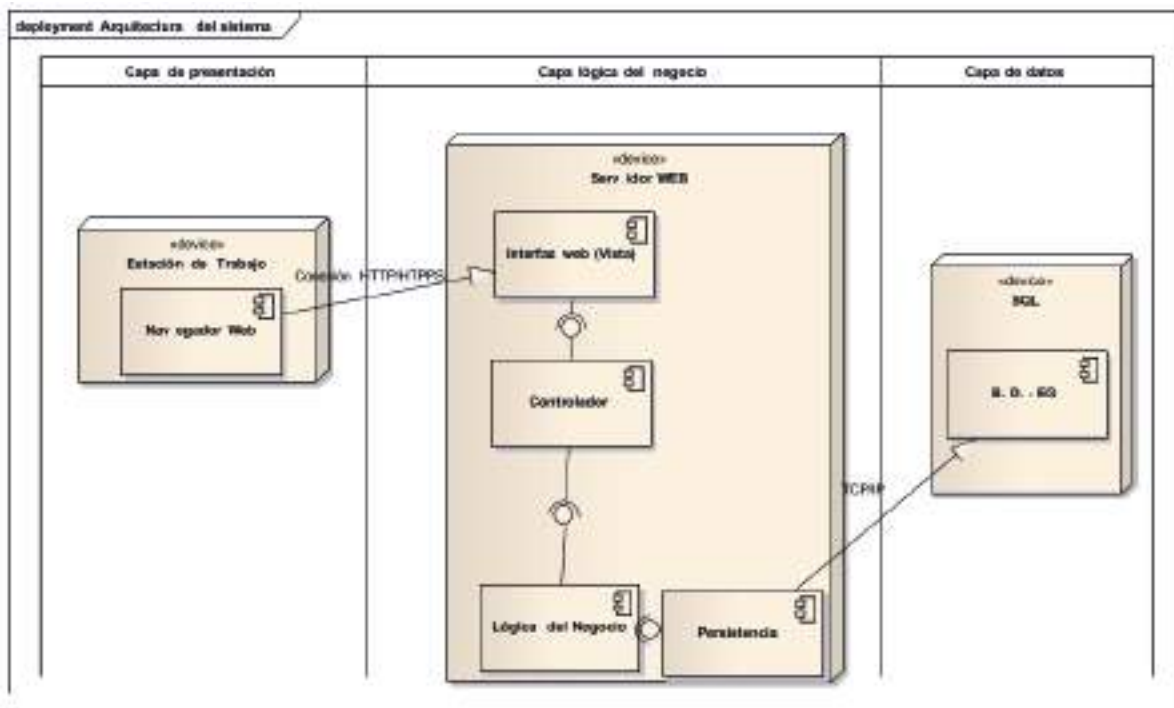 deployment Arquitectura del sistema
Capa de presentación
Capa lógica del negocio
Capa de datos
«device»
Servidor WEB
Interfaz web (Vista)
«device»
Estación de Trabajo
Conexión HTTP/HTPPS
Navegador Web
«device»
SQL
Controlador
TCP/IP
Lógica del Negocio
Persistencia